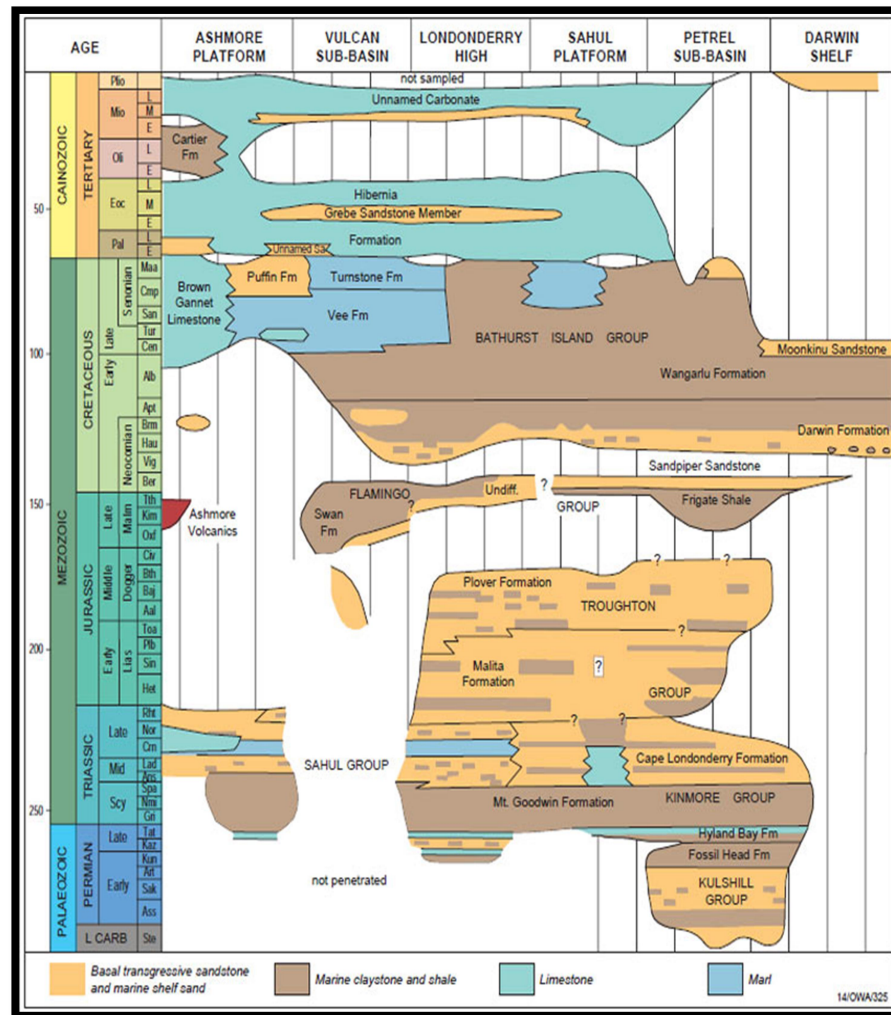 AGE
ASHMORE
PLATFORM
VULCAN
SUB-BASIN
LONDONDERRY
HIGH
SAHUL
PLATFORM
PETREL
SUB-BASIN
DARWIN
SHELF
CAINOZOIC
TERTIARY
Plio
Mio
L
M
E
Oli
L
E
Eoc
L
M
E
Pal
L
E
50
MEZOZOIC
CRETACEOUS
Late
Senonian
Maa
Cmp
San
Tur
Cen
100
Early
Alb
Apt
Neocomian
Brm
Hau
Vig
Ber
150
JURASSIC
Late
Malm
Tth
Kim
Oxf
Middle
Dogger
Clv
Bth
Baj
Aal
200
Early
Lias
Toa
Plb
Sin
Het
TRIASSIC
Late
Rht
Nor
Crn
Mid
Lad
Ans
Scy
Spa
Nmi
Gri
250
PALAEOZOIC
PERMIAN
Late
Tat
Kaz
Early
Kun
Art
Sak
Ass
L CARB
Ste
not sampled
Unnamed Carbonate
Cartier
Fm
Hibernia
Grebe Sandstone Member
Formation
Unnamed Sa
Brown
Gannet
Limestone
Puffin Fm
Turnstone Fm
Vee Fm
BATHURST ISLAND GROUP
Moonkinu Sandstone
Wangarlu Formation
Darwin Formation
Sandpiper Sandstone
FLAMINGO
Undiff.
?
?
GROUP
Frigate Shale
Swan
Fm
Ashmore
Volcanics
? ? ?
Plover Formation
TROUGHTON
?
Malita
Formation
?
GROUP
? ?
SAHUL GROUP
Cape Londonderry Formation
Mt. Goodwin Formation
KINMORE GROUP
Hyland Bay Fm
Fossil Head Fm
not penetrated
KULSHILL
GROUP
Basal transgressive sandstone
and marine shelf sand
Marine claystone and shale
Limestone
Marl
14/OWA/325